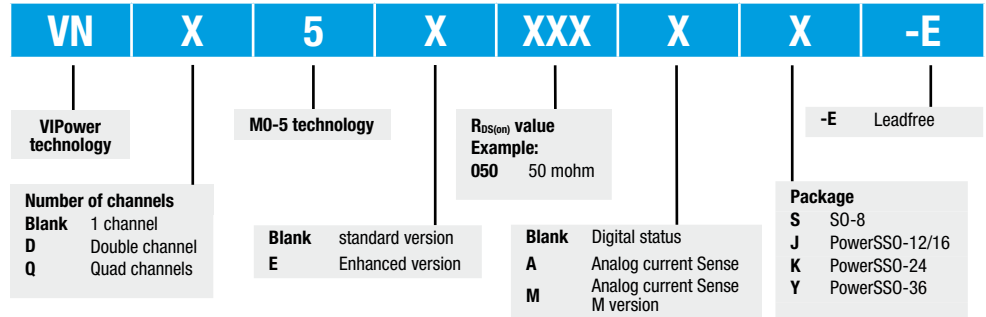 VN X 5 X XXX X X -E
VIPower
technology
M0-5 technology
RDS(on) value
Example:
050 50 mohm
-E Leadfree
Number of channels
Blank 1 channel
D Double channel
Q Quad channels
Blank standard version
E Enhanced version
Blank Digital status
A Analog current Sense
M Analog current Sense
M version
Package
S SO-8
J PowerSSO-12/16
K PowerSSO-24
Y PowerSSO-36